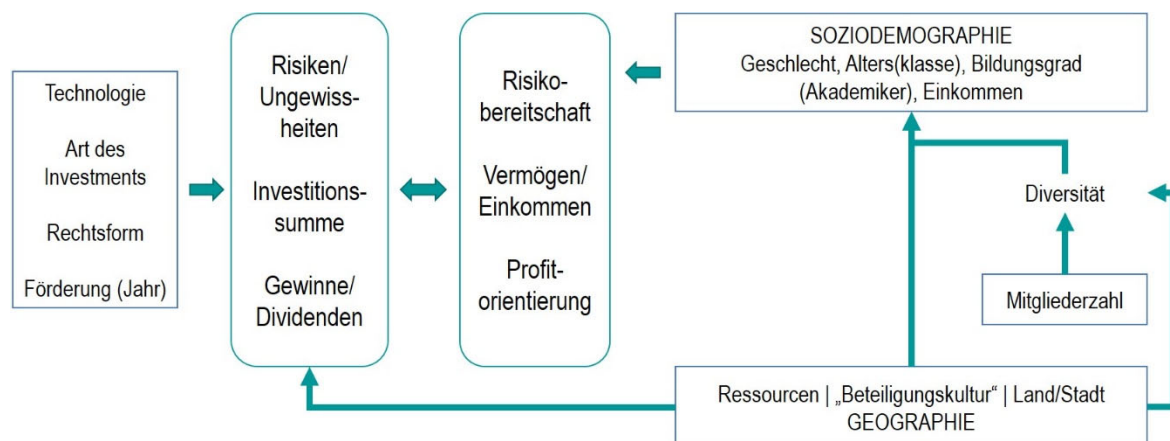 Technologie
Art des
Investments
Rechtsform
Förderung (Jahr)
Risiken/
Ungewiss-
heiten
Investitions-
summe
Gewinne/
Dividenden
Risiko-
bereitschaft
Vermögen/
Einkommen
Profit-
orientierung
SOZIODEMOGRAPHIE
Geschlecht, Alters(klasse), Bildungsgrad
(Akademiker), Einkommen
Diversität
Mitgliederzahl
Ressourcen | „Beteiligungskultur“ | Land/Stadt
GEOGRAPHIE